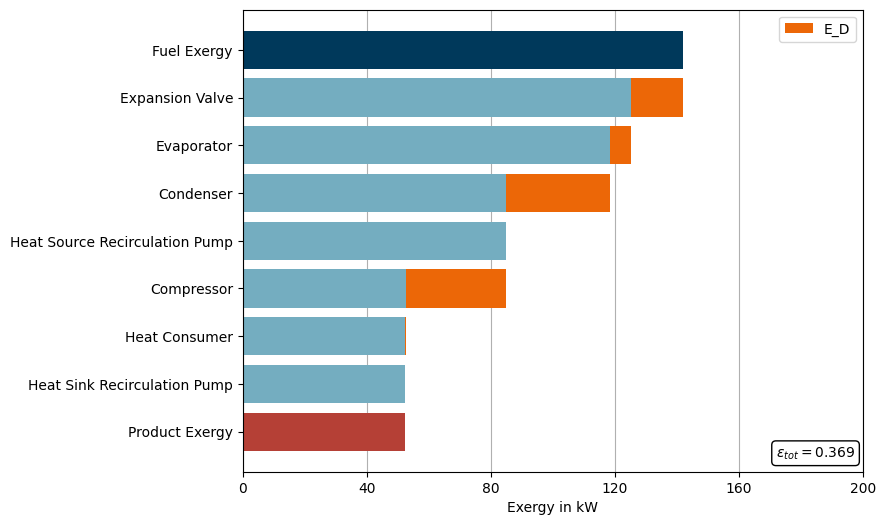 E_D
Fuel Exergy
Expansion Valve
Evaporator
Condenser
Heat Source Recirculation Pump
Compressor
Heat Consumer
Heat Sink Recirculation Pump
Product Exergy
ε_tot = 0.369
0 40 80 120 160 200
Exergy in kW